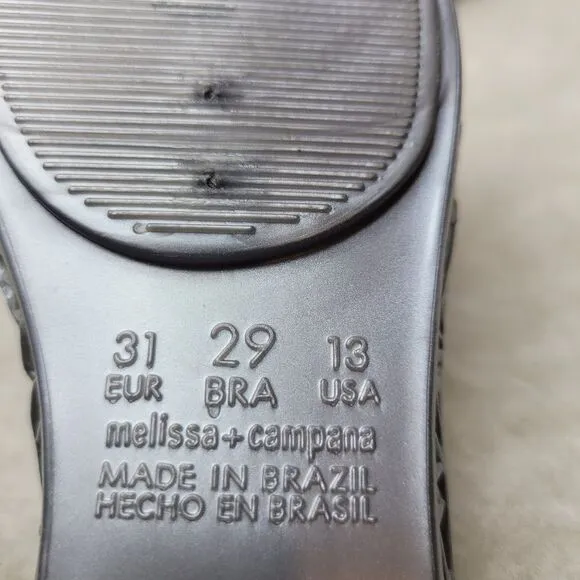 31 29 13
EUR BRA USA
melissa+campana
MADE IN BRAZIL
HECHO EN BRASIL